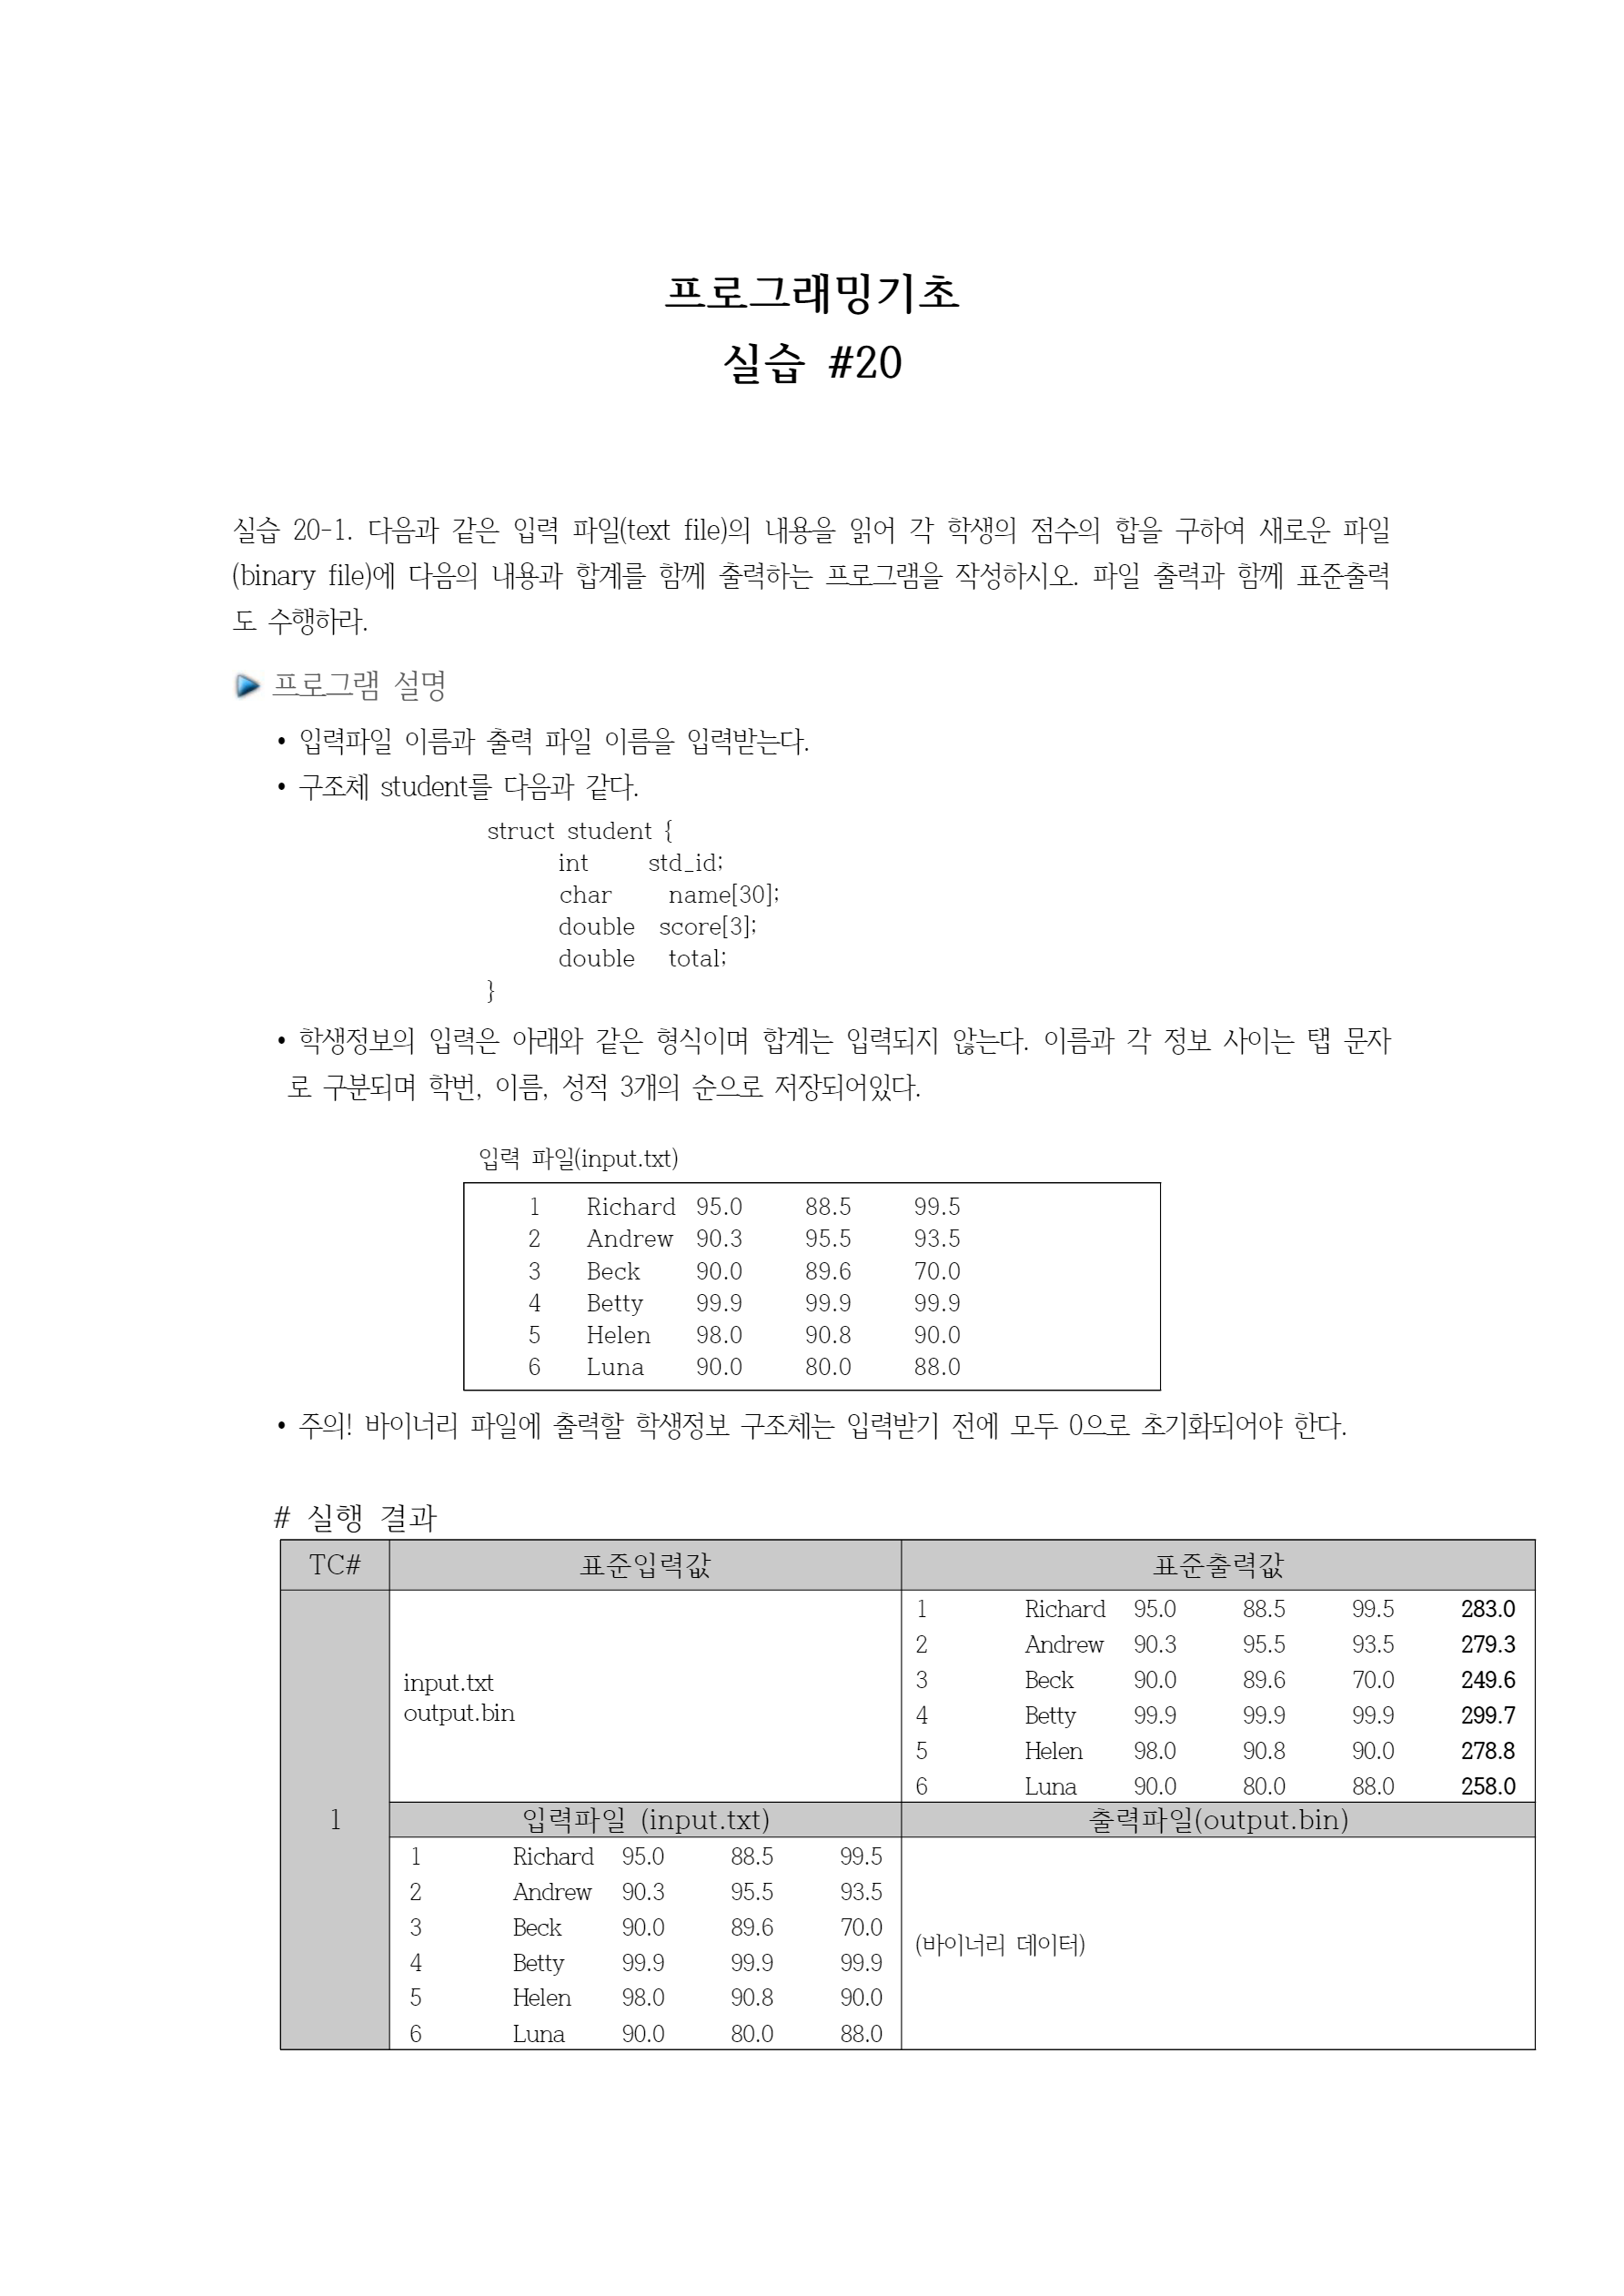 프로그래밍기초
실습 #20
실습 20-1. 다음과 같은 입력 파일(text file)의 내용을 읽어 각 학생의 점수의 합을 구하여 새로운 파일
(binary file)에 다음의 내용과 합계를 함께 출력하는 프로그램을 작성하시오. 파일 출력과 함께 표준출력
도 수행하라.
프로그램 설명
• 입력파일 이름과 출력 파일 이름을 입력받는다.
• 구조체 student를 다음과 같다.
struct student {
int std_id;
char name[30];
double score[3];
double total;
}
• 학생정보의 입력은 아래와 같은 형식이며 합계는 입력되지 않는다. 이름과 각 정보 사이는 탭 문자
로 구분되며 학번, 이름, 성적 3개의 순으로 저장되어있다.
입력 파일(input.txt)
1 Richard 95.0 88.5 99.5
2 Andrew 90.3 95.5 93.5
3 Beck 90.0 89.6 70.0
4 Betty 99.9 99.9 99.9
5 Helen 98.0 90.8 90.0
6 Luna 90.0 80.0 88.0
• 주의! 바이너리 파일에 출력할 학생정보 구조체는 입력받기 전에 모두 0으로 초기화되어야 한다.
# 실행 결과
TC# 표준입력값 표준출력값
1
input.txt
output.bin
1 Richard 95.0 88.5 99.5 283.0
2 Andrew 90.3 95.5 93.5 279.3
3 Beck 90.0 89.6 70.0 249.6
4 Betty 99.9 99.9 99.9 299.7
5 Helen 98.0 90.8 90.0 278.8
6 Luna 90.0 80.0 88.0 258.0
입력파일 (input.txt) 출력파일(output.bin)
1 Richard 95.0 88.5 99.5
2 Andrew 90.3 95.5 93.5
3 Beck 90.0 89.6 70.0
4 Betty 99.9 99.9 99.9
5 Helen 98.0 90.8 90.0
6 Luna 90.0 80.0 88.0
(바이너리 데이터)